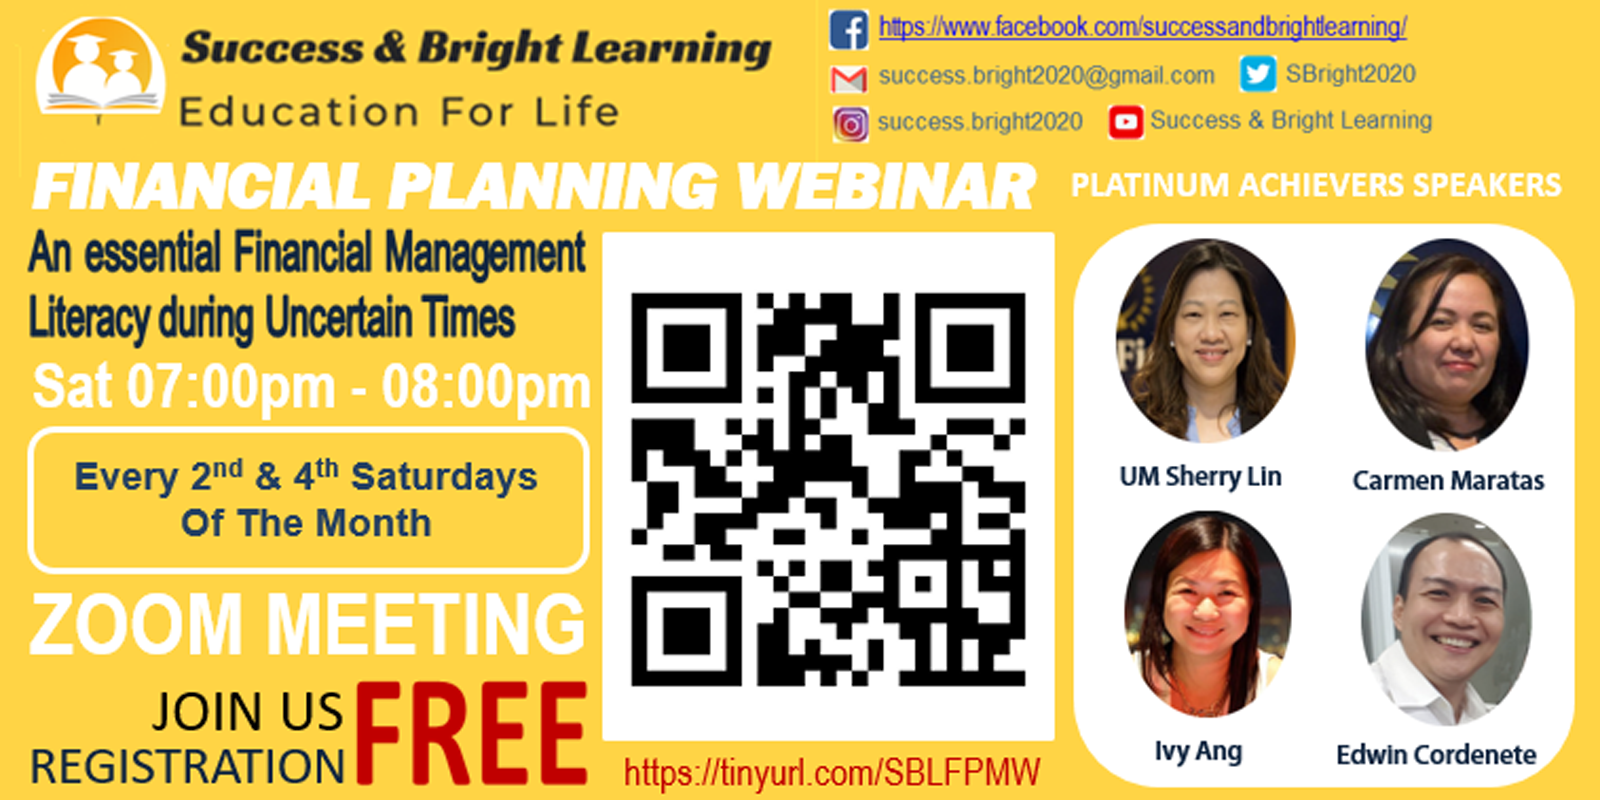 Success & Bright Learning
Education For Life
https://www.facebook.com/successandbrightlearning/
success.bright2020@gmail.com
SBright2020
success.bright2020
Success & Bright Learning
FINANCIAL PLANNING WEBINAR
An essential Financial Management
Literacy during Uncertain Times
Sat 07:00pm - 08:00pm
Every 2nd & 4th Saturdays
Of The Month
ZOOM MEETING
JOIN US
REGISTRATION
FREE
https://tinyurl.com/SBLFPMW
PLATINUM ACHIEVERS SPEAKERS
Fi
UM Sherry Lin
Carmen Maratas
Ivy Ang
Edwin Cordenete